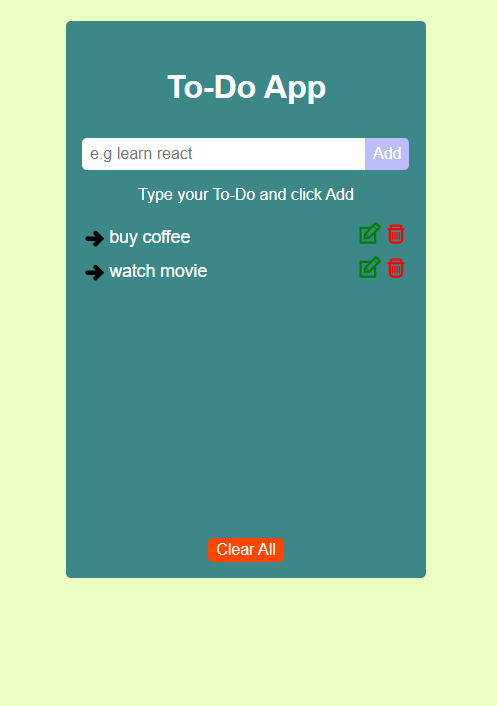 To-Do App
e.g learn react Add
Type your To-Do and click Add
buy coffee
watch movie
Clear All